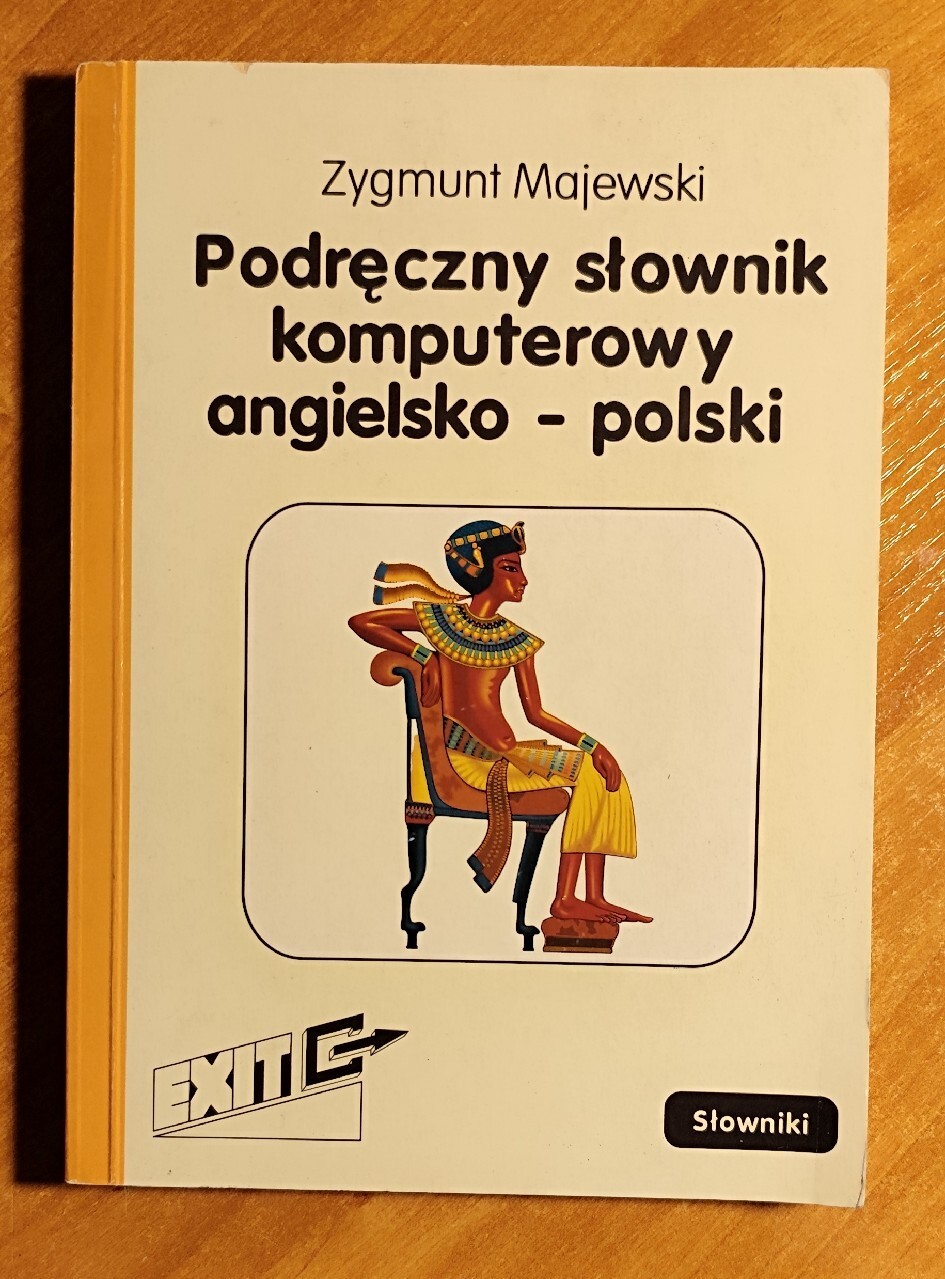 Zygmunt Majewski
Podręczny słownik
komputerowy
angielsko - polski
EXIT
Słowniki